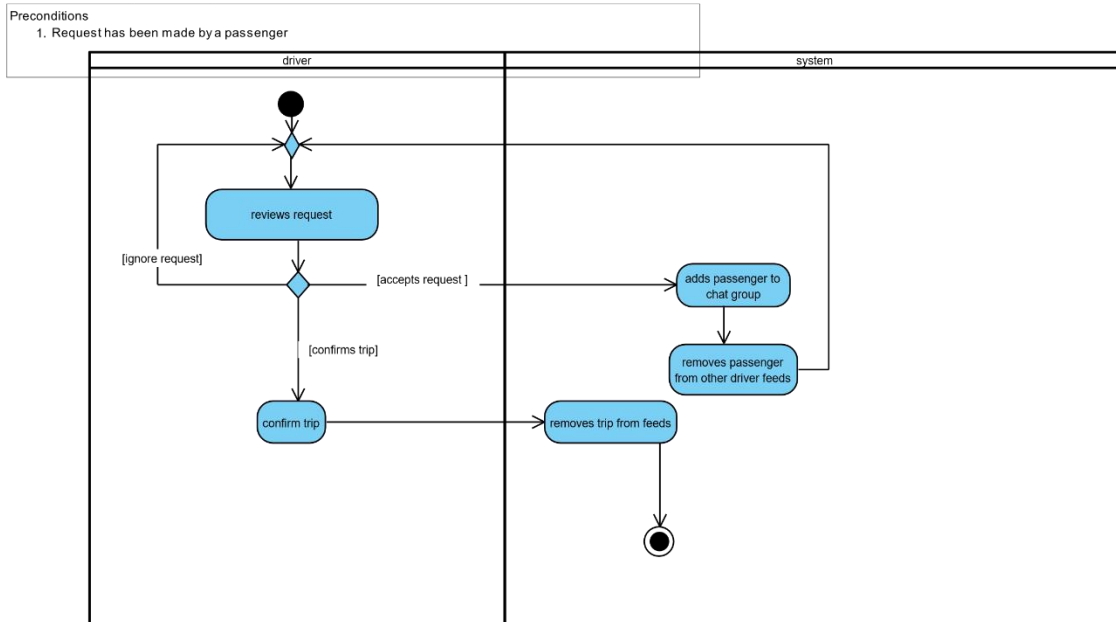 Preconditions
1. Request has been made by a passenger
driver
system
reviews request
[ignore request]
[accepts request ]
adds passenger to
chat group
[confirms trip]
removes passenger
from other driver feeds
confirm trip
removes trip from feeds